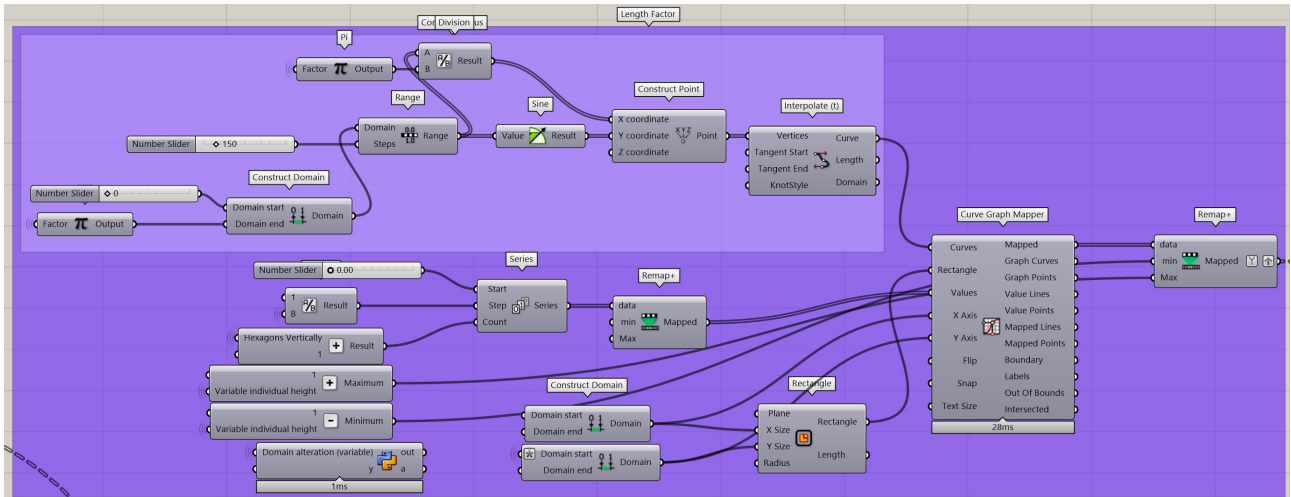 Length Factor
Con Division us
Pi
A
B
Result
Factor Output
Range
Domain
Steps
Range
Sine
Value Result
Construct Point
X coordinate
Y coordinate
Z coordinate
Point
Interpolate (t)
Vertices
Tangent Start
Tangent End
KnotStyle
Curve
Length
Domain
Number Slider 150
Construct Domain
Number Slider 0
Domain start
Domain end
Domain
Factor Output
Curve Graph Mapper
Curves
Rectangle
Values
X Axis
Y Axis
Flip
Snap
Text Size
Mapped
Graph Curves
Graph Points
Value Lines
Value Points
Mapped Lines
Mapped Points
Boundary
Labels
Out Of Bounds
Intersected
28ms
Remap+
data
min
Max
Mapped
Number Slider 0.00
Series
Start
Step
Count
Series
1
B
Result
Remap+
data
min
Max
Mapped
Hexagons Vertically
1
Result
1
Variable individual height
Maximum
1
Variable individual height
Minimum
Domain alteration (variable)
y
out
a
1ms
Construct Domain
Domain start
Domain end
Domain
Domain start
Domain end
Domain
Rectangle
Plane
X Size
Y Size
Radius
Rectangle
Length